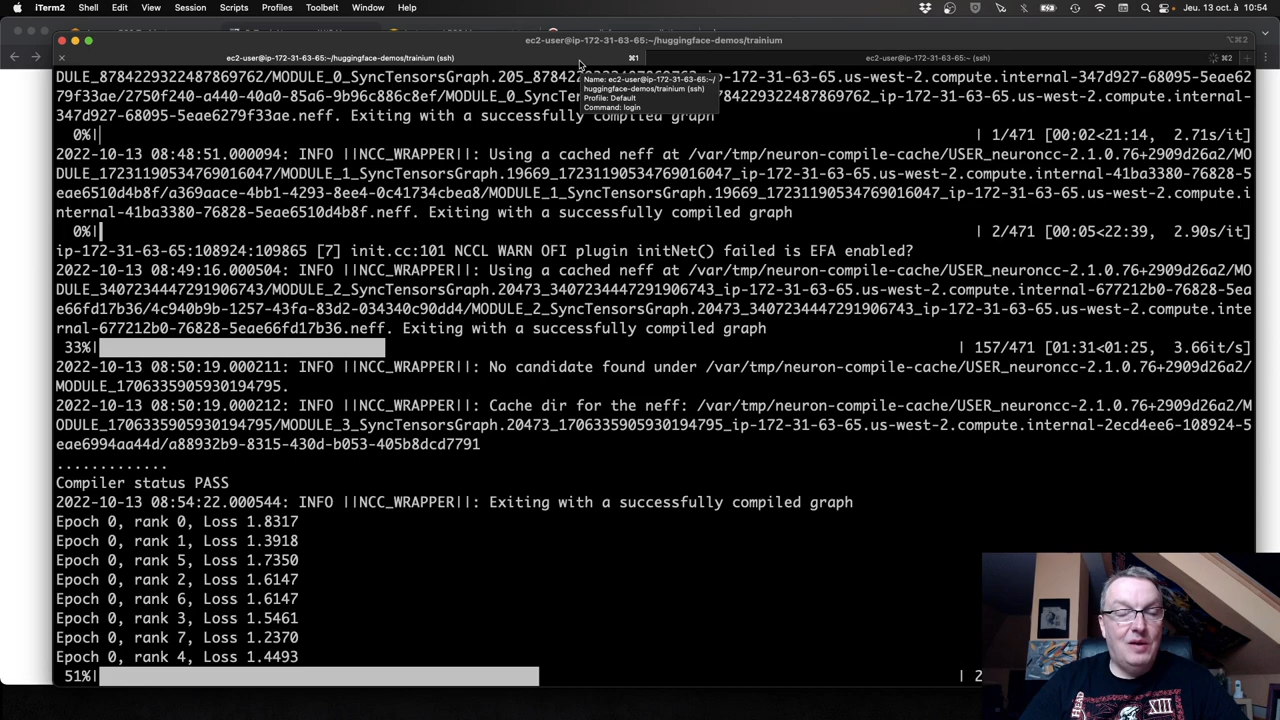 iTerm2 Shell Edit View Session Scripts Profiles Toolbelt Window Help Jeu. 13 oct. à 10:54
ec2-user@ip-172-31-63-65:~/huggingface-demos/trainium ⌥⌘2
ec2-user@ip-172-31-63-65:~/huggingface-demos/trainium (ssh) ⌘1 ec2-user@ip-172-31-63-65:~ (ssh) ⌘2
Name: ec2-user@ip-172-31-63-65:~/
huggingface-demos/trainium (ssh)
Profile: Default
Command: login
DULE_8784229322487869762/MODULE_0_SyncTensorsGraph.205_8784229322487869762_ip-172-31-63-65.us-west-2.compute.internal-347d927-68095-5eae62
79f33ae/2750f240-a440-40a0-85a6-9b96c886c8ef/MODULE_0_SyncTensorsGraph.205_8784229322487869762_ip-172-31-63-65.us-west-2.compute.internal-
347d927-68095-5eae6279f33ae.neff. Exiting with a successfully compiled graph
0%| | 1/471 [00:02<21:14, 2.71s/it]
2022-10-13 08:48:51.000094: INFO ||NCC_WRAPPER||: Using a cached neff at /var/tmp/neuron-compile-cache/USER_neuroncc-2.1.0.76+2909d26a2/MO
DULE_17231190534769016047/MODULE_1_SyncTensorsGraph.19669_17231190534769016047_ip-172-31-63-65.us-west-2.compute.internal-41ba3380-76828-5
eae6510d4b8f/a369aace-4bb1-4293-8ee4-0c41734cbea8/MODULE_1_SyncTensorsGraph.19669_17231190534769016047_ip-172-31-63-65.us-west-2.compute.i
nternal-41ba3380-76828-5eae6510d4b8f.neff. Exiting with a successfully compiled graph
0%| | 2/471 [00:05<22:39, 2.90s/it]
ip-172-31-63-65:108924:109865 [7] init.cc:101 NCCL WARN OFI plugin initNet() failed is EFA enabled?
2022-10-13 08:49:16.000504: INFO ||NCC_WRAPPER||: Using a cached neff at /var/tmp/neuron-compile-cache/USER_neuroncc-2.1.0.76+2909d26a2/MO
DULE_3407234447291906743/MODULE_2_SyncTensorsGraph.20473_3407234447291906743_ip-172-31-63-65.us-west-2.compute.internal-677212b0-76828-5ea
e66fd17b36/4c940b9b-1257-43fa-83d2-034340c90dd4/MODULE_2_SyncTensorsGraph.20473_3407234447291906743_ip-172-31-63-65.us-west-2.compute.inte
rnal-677212b0-76828-5eae66fd17b36.neff. Exiting with a successfully compiled graph
33%| | 157/471 [01:31<01:25, 3.66it/s]
2022-10-13 08:50:19.000211: INFO ||NCC_WRAPPER||: No candidate found under /var/tmp/neuron-compile-cache/USER_neuroncc-2.1.0.76+2909d26a2/
MODULE_1706335905930194795.
2022-10-13 08:50:19.000212: INFO ||NCC_WRAPPER||: Cache dir for the neff: /var/tmp/neuron-compile-cache/USER_neuroncc-2.1.0.76+2909d26a2/M
ODULE_1706335905930194795/MODULE_3_SyncTensorsGraph.20473_1706335905930194795_ip-172-31-63-65.us-west-2.compute.internal-2ecd4ee6-108924-5
eae6994aa44d/a88932b9-8315-430d-b053-405b8dcd7791
.............
Compiler status PASS
2022-10-13 08:54:22.000544: INFO ||NCC_WRAPPER||: Exiting with a successfully compiled graph
Epoch 0, rank 0, Loss 1.8317
Epoch 0, rank 1, Loss 1.3918
Epoch 0, rank 5, Loss 1.7350
Epoch 0, rank 2, Loss 1.6147
Epoch 0, rank 6, Loss 1.6147
Epoch 0, rank 3, Loss 1.5461
Epoch 0, rank 7, Loss 1.2370
Epoch 0, rank 4, Loss 1.4493
51%| | 2
XIII